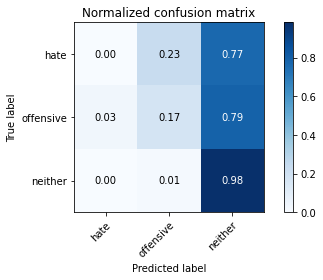 Normalized confusion matrix
hate 0.00 0.23 0.77
offensive 0.03 0.17 0.79
neither 0.00 0.01 0.98
True label
hate offensive neither
Predicted label
0.8
0.6
0.4
0.2
0.0